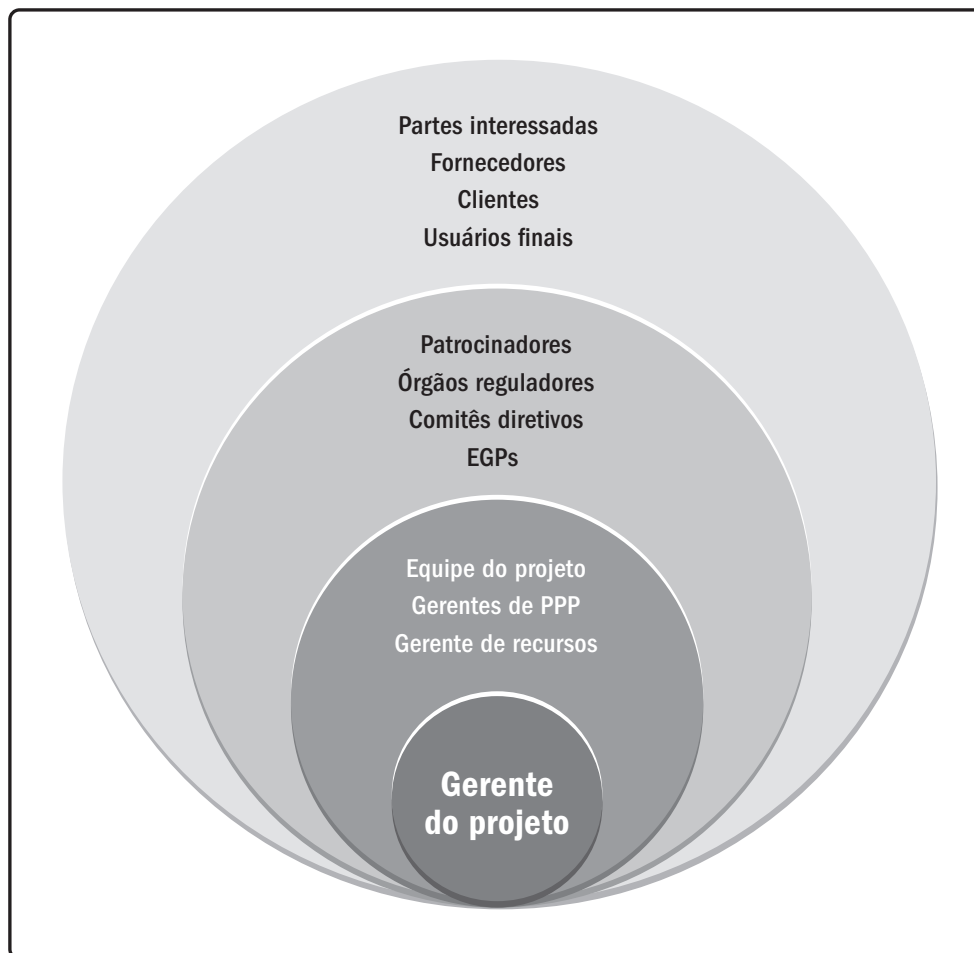 Partes interessadas
Fornecedores
Clientes
Usuários finais
Patrocinadores
Órgãos reguladores
Comitês diretivos
EGPs
Equipe do projeto
Gerentes de PPP
Gerente de recursos
Gerente
do projeto